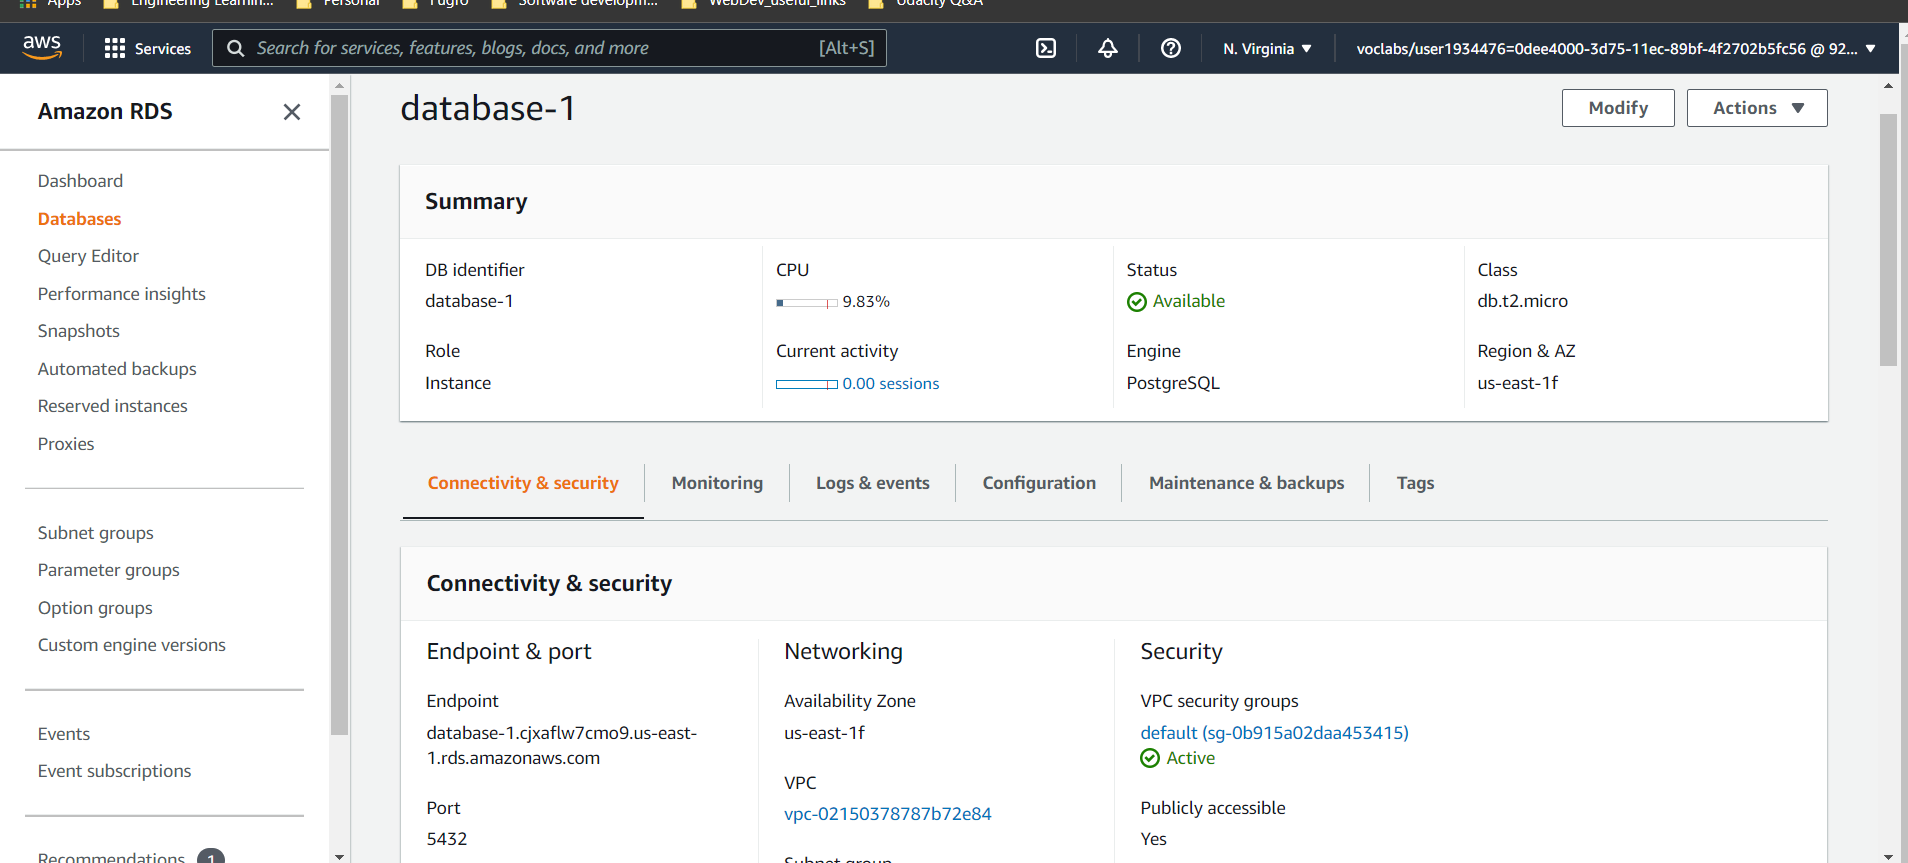 Apps Engineering Learnin... Personal Fugro Software developm... WebDev_useful_links Udacity Q&A
aws Services Search for services, features, blogs, docs, and more [Alt+S] N. Virginia voclabs/user1934476=0dee4000-3d75-11ec-89bf-4f2702b5fc56 @ 92...
Amazon RDS
Dashboard
Databases
Query Editor
Performance insights
Snapshots
Automated backups
Reserved instances
Proxies
Subnet groups
Parameter groups
Option groups
Custom engine versions
Events
Event subscriptions
Recommendations 1
database-1
Modify Actions
Summary
DB identifier
database-1
CPU
9.83%
Status
Available
Class
db.t2.micro
Role
Instance
Current activity
0.00 sessions
Engine
PostgreSQL
Region & AZ
us-east-1f
Connectivity & security Monitoring Logs & events Configuration Maintenance & backups Tags
Connectivity & security
Endpoint & port
Endpoint
database-1.cjxaflw7cmo9.us-east-
1.rds.amazonaws.com
Port
5432
Networking
Availability Zone
us-east-1f
VPC
vpc-02150378787b72e84
Subnet group
Security
VPC security groups
default (sg-0b915a02daa453415)
Active
Publicly accessible
Yes